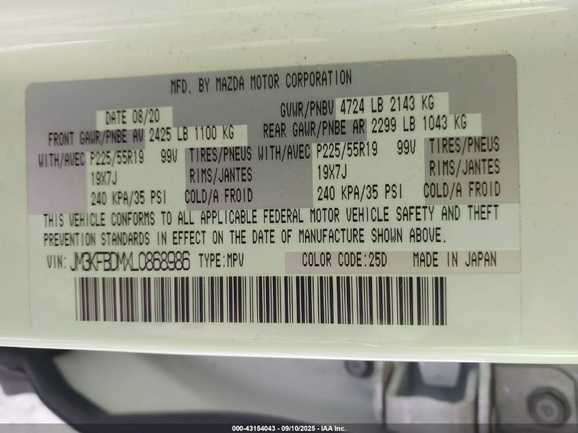 MFD. BY MAZDA MOTOR CORPORATION
DATE 08/20 GVWR/PNBV 4724 LB 2143 KG
FRONT GAWR/PNBE AV 2425 LB 1100 KG REAR GAWR/PNBE AR 2299 LB 1043 KG
WITH/AVEC P225/55R19 99V TIRES/PNEUS WITH/AVEC P225/55R19 99V TIRES/PNEUS
19X7J RIMS/JANTES 19X7J RIMS/JANTES
240 KPA/35 PSI COLD/A FROID 240 KPA/35 PSI COLD/A FROID
THIS VEHICLE CONFORMS TO ALL APPLICABLE FEDERAL MOTOR VEHICLE SAFETY AND THEFT
PREVENTION STANDARDS IN EFFECT ON THE DATE OF MANUFACTURE SHOWN ABOVE.
VIN: JM3KFBDMXL0868986 TYPE:MPV COLOR CODE:25D MADE IN JAPAN
000-43154043 - 09/10/2025 - IAA Inc.